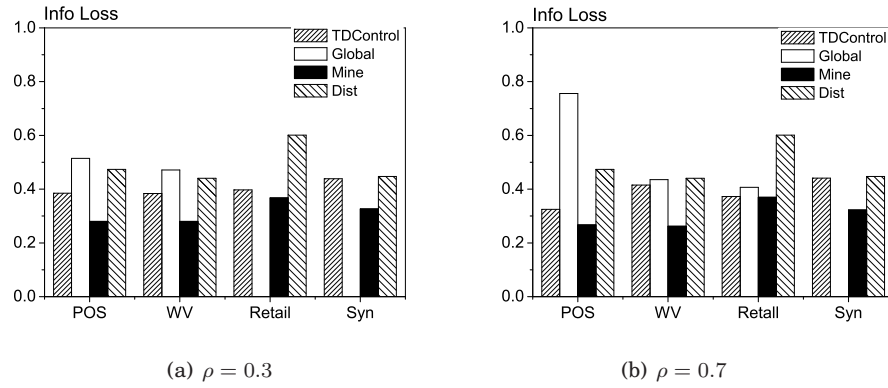 Info Loss
1.0
0.8
0.6
0.4
0.2
0.0
TDControl
Global
Mine
Dist
POS WV Retail Syn
(a) ρ = 0.3
Info Loss
1.0
0.8
0.6
0.4
0.2
0.0
TDControl
Global
Mine
Dist
POS WV Retail Syn
(b) ρ = 0.7